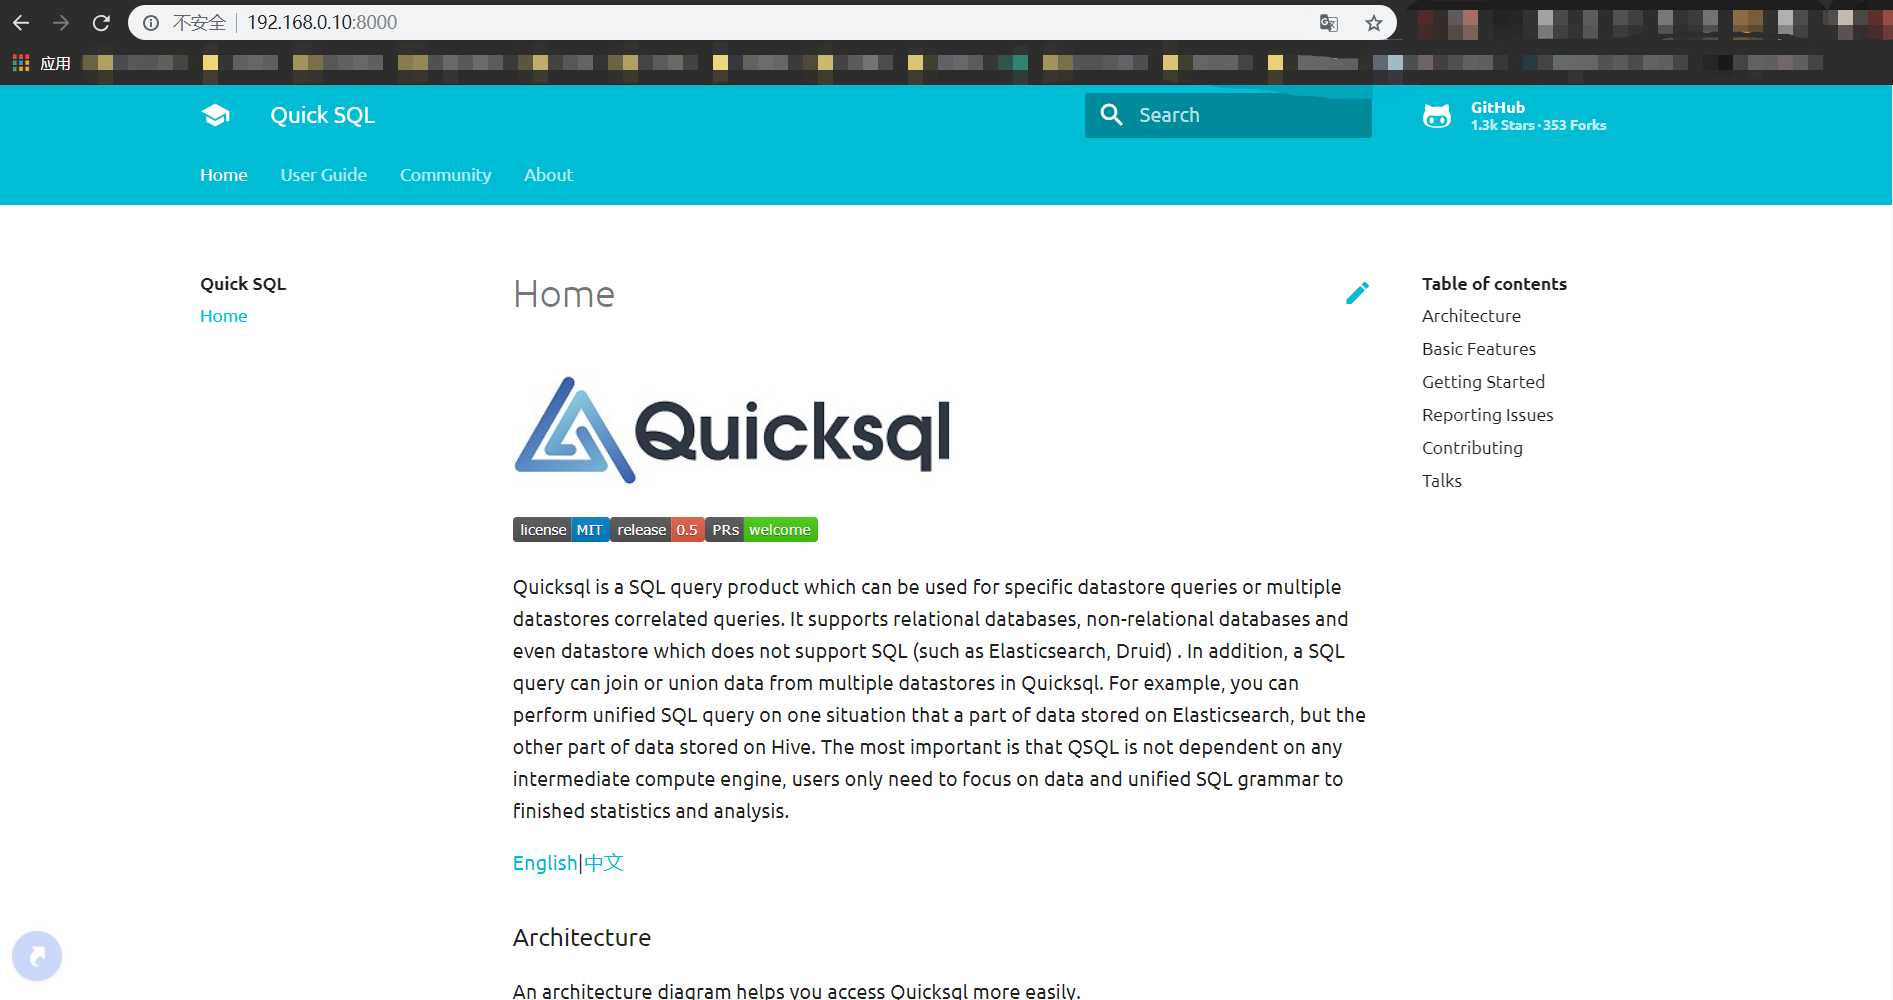 不安全 192.168.0.10:8000
应用
Quick SQL
Search
GitHub
1.3k Stars · 353 Forks
Home
User Guide
Community
About
Quick SQL
Home
Home
Quicksql
license MIT release 0.5 PRs welcome
Quicksql is a SQL query product which can be used for specific datastore queries or multiple
datastores correlated queries. It supports relational databases, non-relational databases and
even datastore which does not support SQL (such as Elasticsearch, Druid) . In addition, a SQL
query can join or union data from multiple datastores in Quicksql. For example, you can
perform unified SQL query on one situation that a part of data stored on Elasticsearch, but the
other part of data stored on Hive. The most important is that QSQL is not dependent on any
intermediate compute engine, users only need to focus on data and unified SQL grammar to
finished statistics and analysis.
English|中文
Architecture
An architecture diagram helps you access Quicksql more easily.
Table of contents
Architecture
Basic Features
Getting Started
Reporting Issues
Contributing
Talks